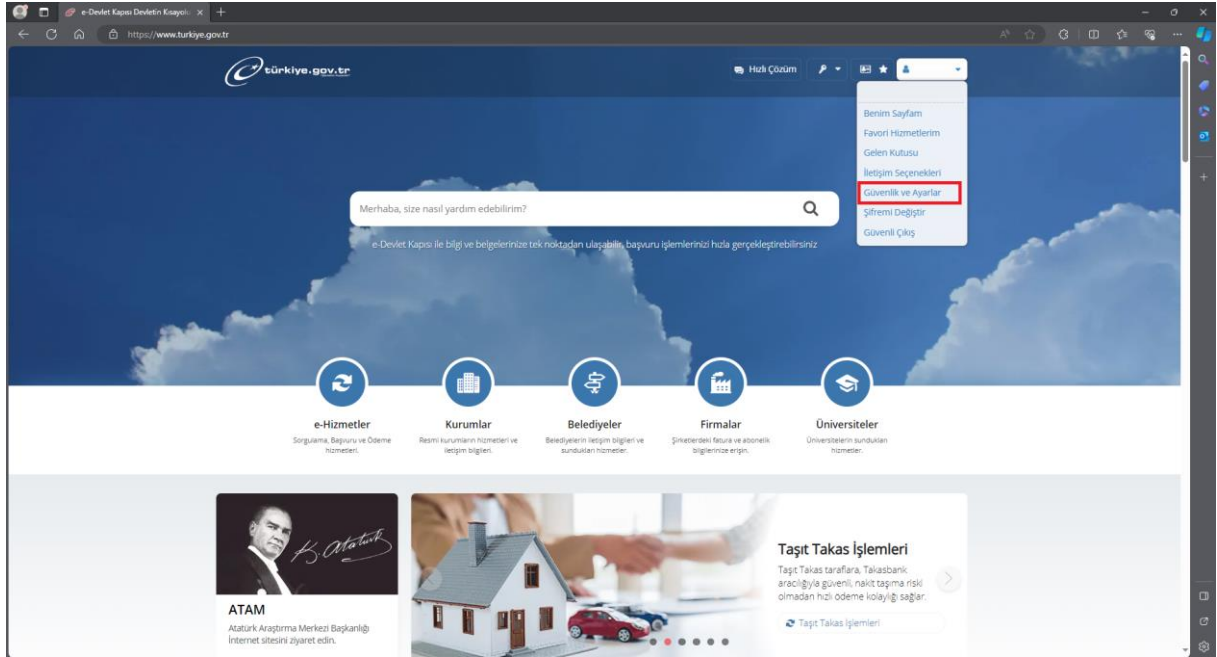 e-Devlet Kapısı Devletin Kısayolu
https://www.turkiye.gov.tr
türkiye.gov.tr
Hızlı Çözüm
Benim Sayfam
Favori Hizmetlerim
Gelen Kutusu
İletişim Seçenekleri
Güvenlik ve Ayarlar
Şifremi Değiştir
Güvenli Çıkış
Merhaba, size nasıl yardım edebilirim?
e-Devlet Kapısı ile bilgi ve belgelerinize tek noktadan ulaşabilir, başvuru işlemlerinizi hızla gerçekleştirebilirsiniz
e-Hizmetler
Sorgulama, Başvuru ve Ödeme
hizmetleri.
Kurumlar
Resmi kurumların hizmetleri ve
iletişim bilgileri.
Belediyeler
Belediyelerin iletişim bilgileri ve
sundukları hizmetler.
Firmalar
Şirketlerdeki fatura ve abonelik
bilgilerinize erişin.
Üniversiteler
Üniversitelerin sundukları
hizmetler.
K. Atatürk
ATAM
Atatürk Araştırma Merkezi Başkanlığı
İnternet sitesini ziyaret edin.
Taşıt Takas İşlemleri
Taşıt Takas taraflara, Takasbank
aracılığıyla güvenli, nakit taşıma riski
olmadan hızlı ödeme kolaylığı sağlar.
Taşıt Takas İşlemleri